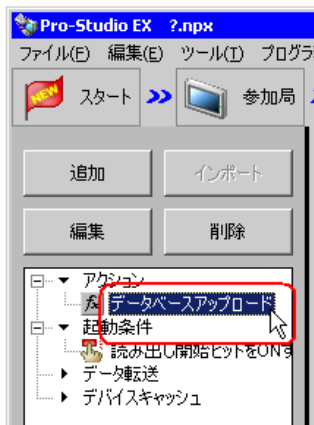 Pro-Studio EX ?.npx
ファイル(F) 編集(E) ツール(T) プログラ
NEW スタート >> 参加局
追加 インポート
編集 削除
アクション
fx データベースアップロード
起動条件
読み出し開始ビットをONす
データ転送
デバイスキャッシュ